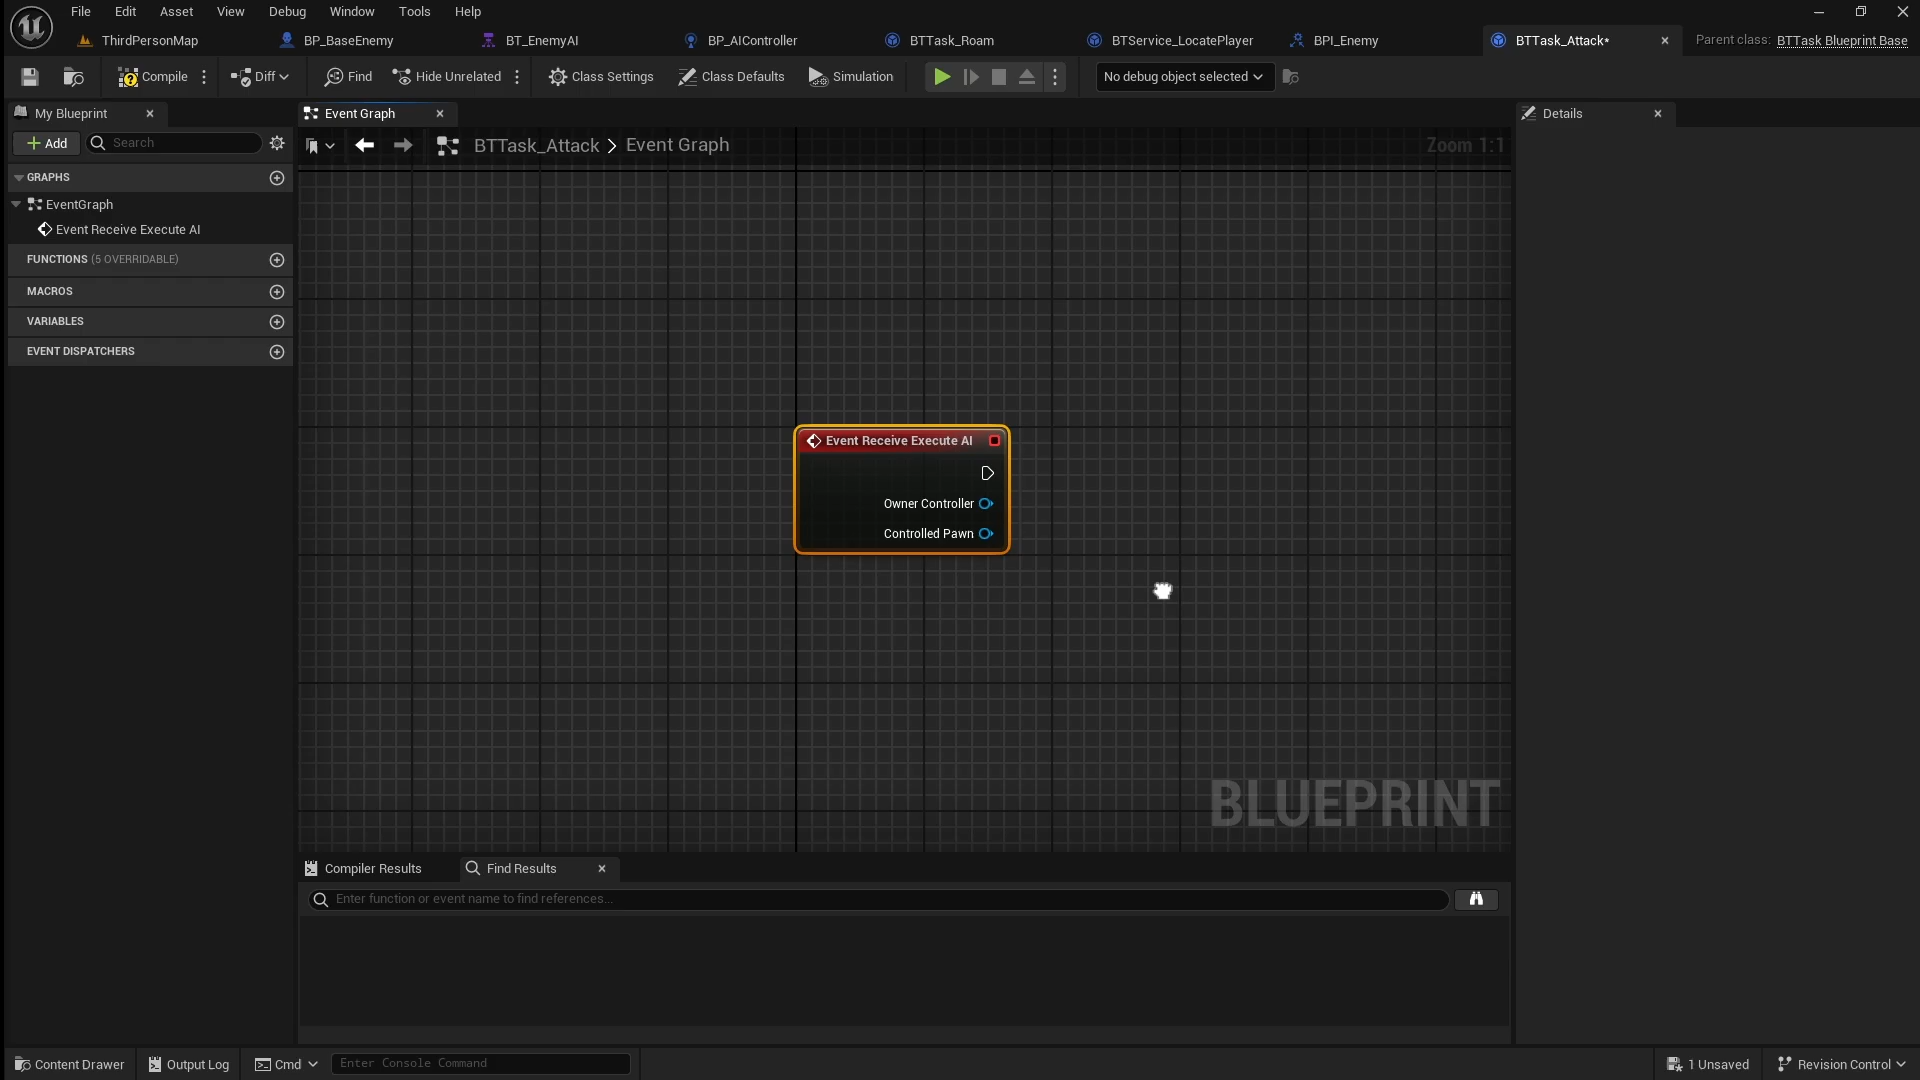 File Edit Asset View Debug Window Tools Help
ThirdPersonMap BP_BaseEnemy BT_EnemyAI BP_AIController BTTask_Roam BTService_LocatePlayer BPI_Enemy BTTask_Attack* Parent class: BTTask Blueprint Base
Compile Diff Find Hide Unrelated Class Settings Class Defaults Simulation No debug object selected
My Blueprint Event Graph Details
Add Search BTTask_Attack > Event Graph Zoom 1:1
GRAPHS
EventGraph
Event Receive Execute AI
FUNCTIONS (5 OVERRIDABLE)
MACROS
VARIABLES
EVENT DISPATCHERS
Event Receive Execute AI
Owner Controller
Controlled Pawn
BLUEPRINT
Compiler Results Find Results
Enter function or event name to find references...
Content Drawer Output Log Cmd Enter Console Command 1 Unsaved Revision Control